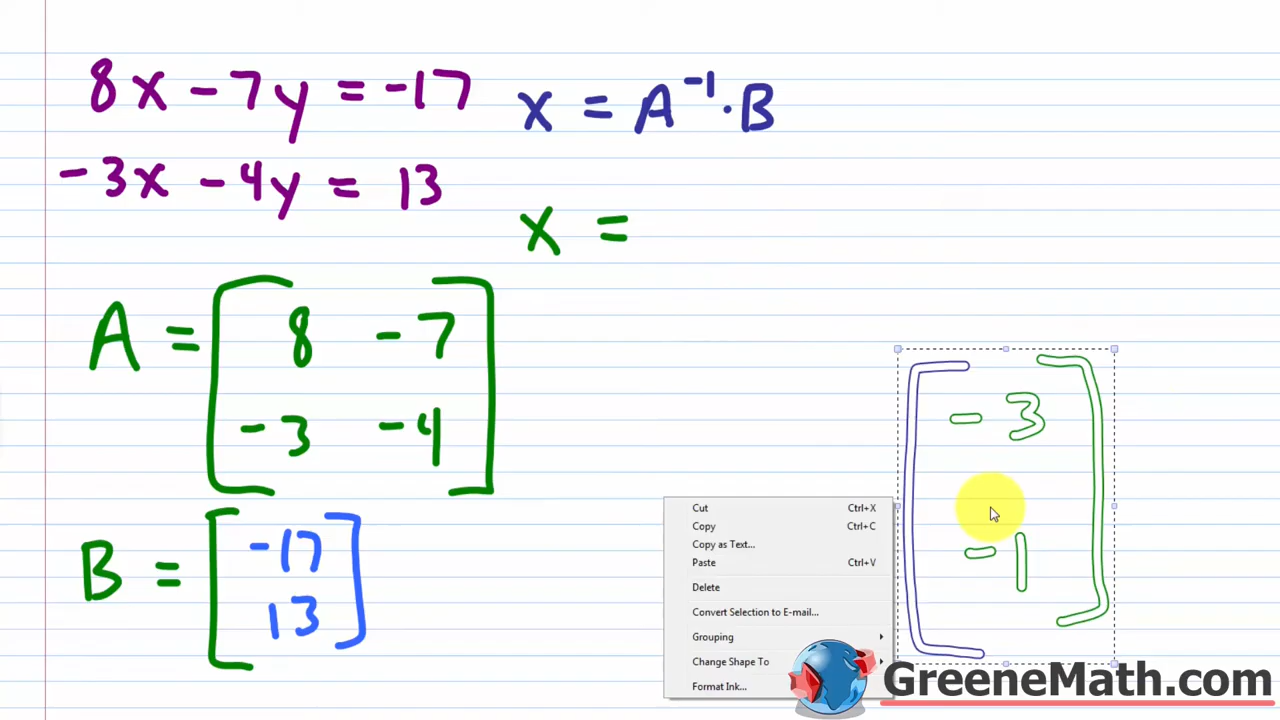 8x - 7y = -17
-3x - 4y = 13
x = A⁻¹ · B
x =
A = [ 8 -7
-3 -4 ]
B = [ -17
13 ]
[ -3
-1 ]
Cut Ctrl+X
Copy Ctrl+C
Copy as Text...
Paste Ctrl+V
Delete
Convert Selection to E-mail...
Grouping
Change Shape To
Format Ink...
GreeneMath.com